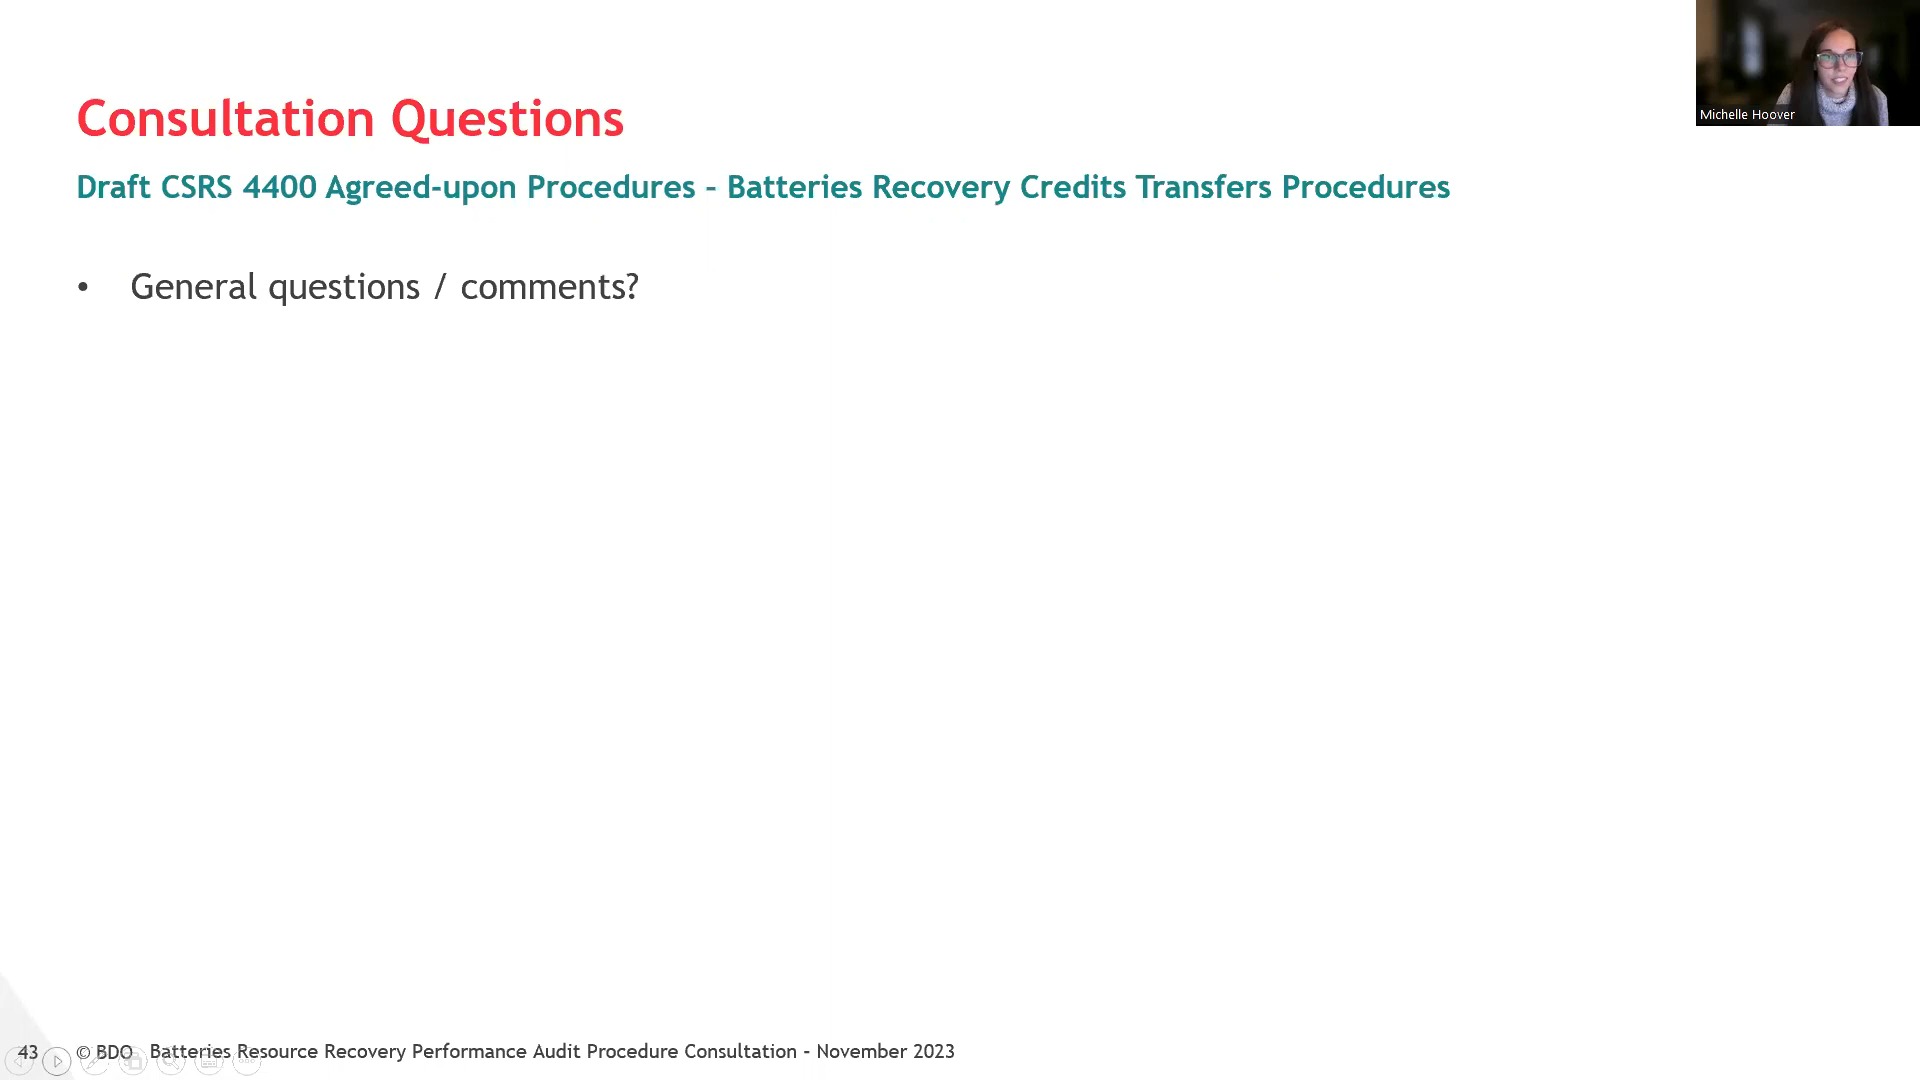 Consultation Questions
Michelle Hoover
Draft CSRS 4400 Agreed-upon Procedures - Batteries Recovery Credits Transfers Procedures
• General questions / comments?
43 © BDO Batteries Resource Recovery Performance Audit Procedure Consultation - November 2023